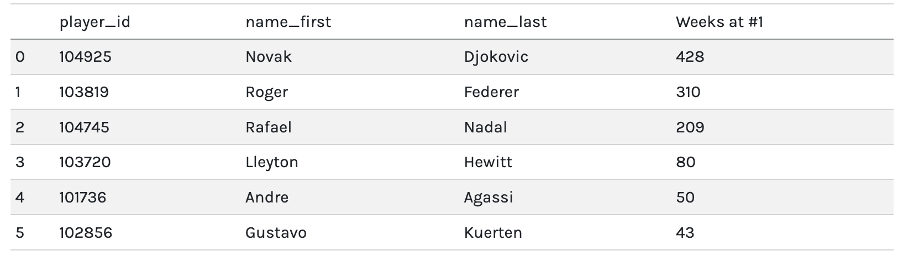 player_id name_first name_last Weeks at #1
0 104925 Novak Djokovic 428
1 103819 Roger Federer 310
2 104745 Rafael Nadal 209
3 103720 Lleyton Hewitt 80
4 101736 Andre Agassi 50
5 102856 Gustavo Kuerten 43